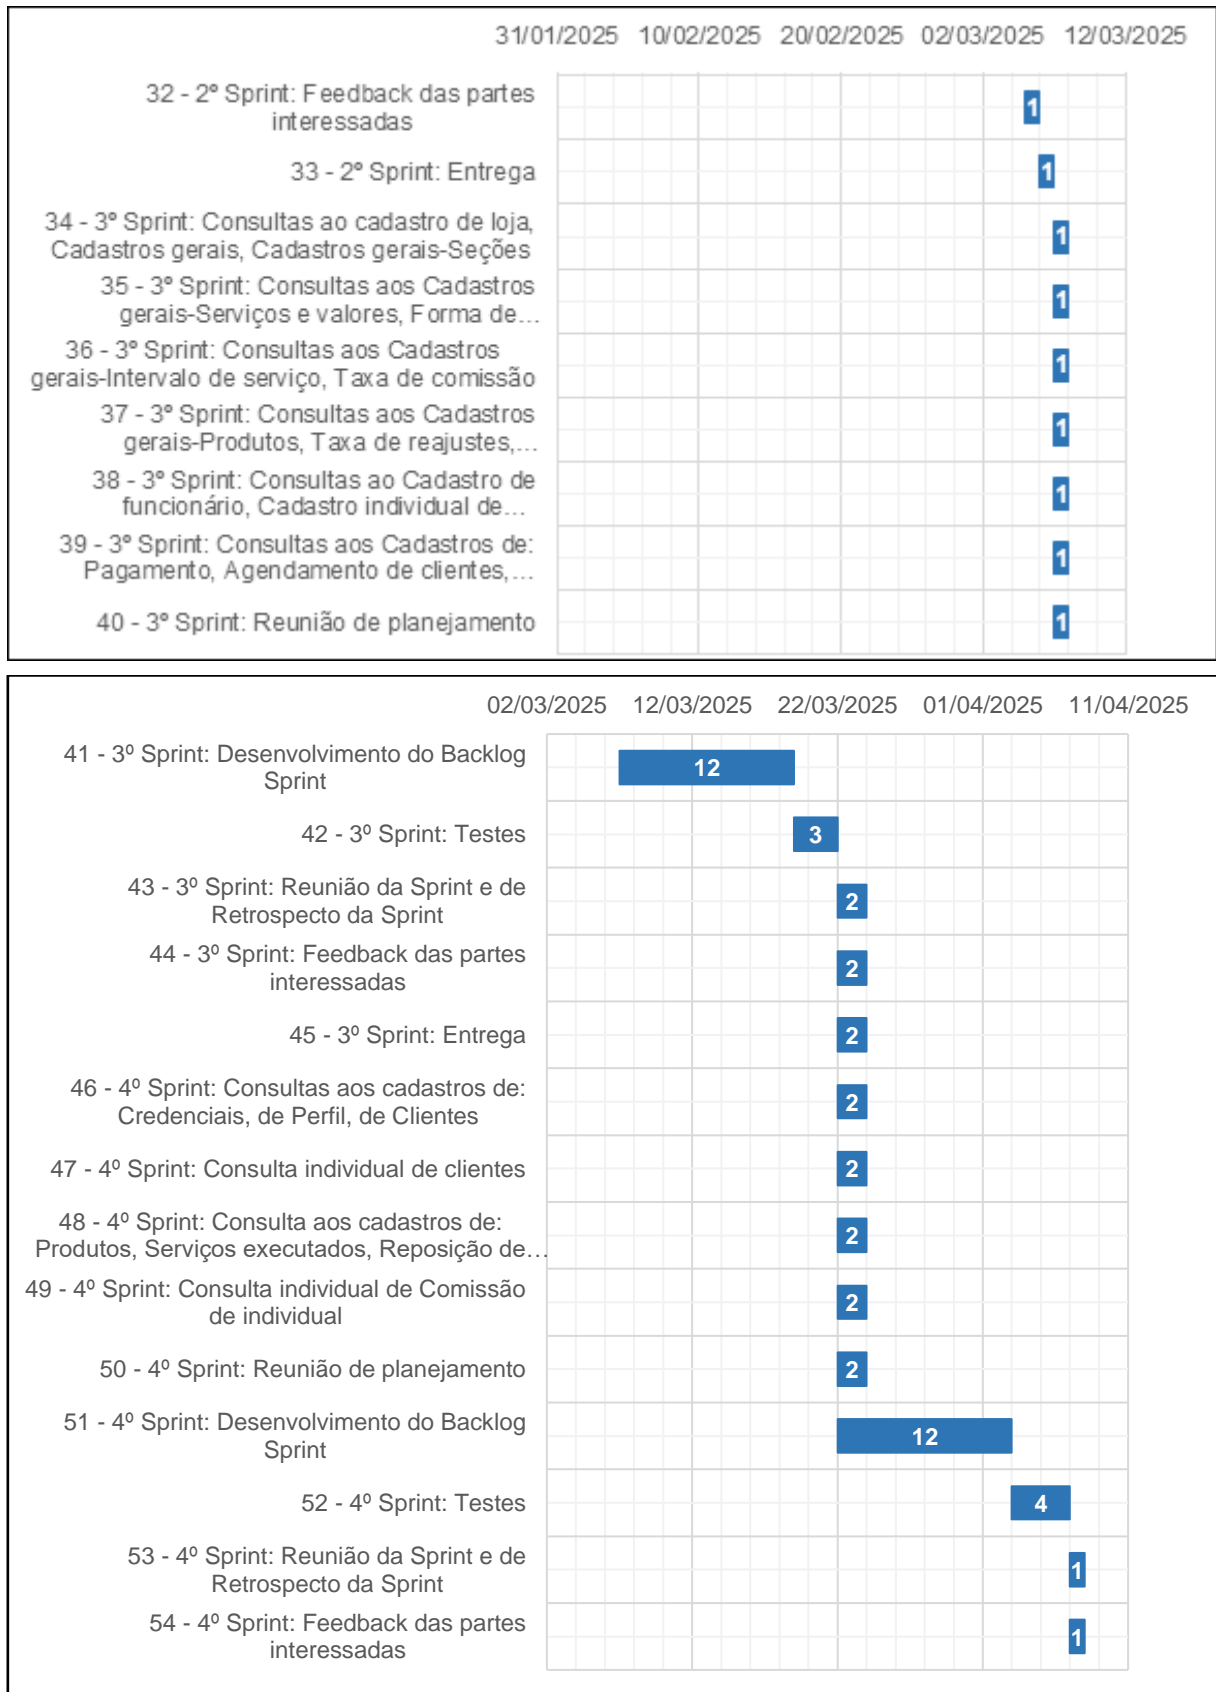 31/01/2025 10/02/2025 20/02/2025 02/03/2025 12/03/2025
32 - 2º Sprint: Feedback das partes
interessadas
1
33 - 2º Sprint: Entrega
1
34 - 3º Sprint: Consultas ao cadastro de loja,
Cadastros gerais, Cadastros gerais-Seções
1
35 - 3º Sprint: Consultas aos Cadastros
gerais-Serviços e valores, Forma de...
1
36 - 3º Sprint: Consultas aos Cadastros
gerais-Intervalo de serviço, Taxa de comissão
1
37 - 3º Sprint: Consultas aos Cadastros
gerais-Produtos, Taxa de reajustes,...
1
38 - 3º Sprint: Consultas ao Cadastro de
funcionário, Cadastro individual de...
1
39 - 3º Sprint: Consultas aos Cadastros de:
Pagamento, Agendamento de clientes,...
1
40 - 3º Sprint: Reunião de planejamento
1
02/03/2025 12/03/2025 22/03/2025 01/04/2025 11/04/2025
41 - 3º Sprint: Desenvolvimento do Backlog
Sprint
12
42 - 3º Sprint: Testes
3
43 - 3º Sprint: Reunião da Sprint e de
Retrospecto da Sprint
2
44 - 3º Sprint: Feedback das partes
interessadas
2
45 - 3º Sprint: Entrega
2
46 - 4º Sprint: Consultas aos cadastros de:
Credenciais, de Perfil, de Clientes
2
47 - 4º Sprint: Consulta individual de clientes
2
48 - 4º Sprint: Consulta aos cadastros de:
Produtos, Serviços executados, Reposição de...
2
49 - 4º Sprint: Consulta individual de Comissão
de individual
2
50 - 4º Sprint: Reunião de planejamento
2
51 - 4º Sprint: Desenvolvimento do Backlog
Sprint
12
52 - 4º Sprint: Testes
4
53 - 4º Sprint: Reunião da Sprint e de
Retrospecto da Sprint
1
54 - 4º Sprint: Feedback das partes
interessadas
1